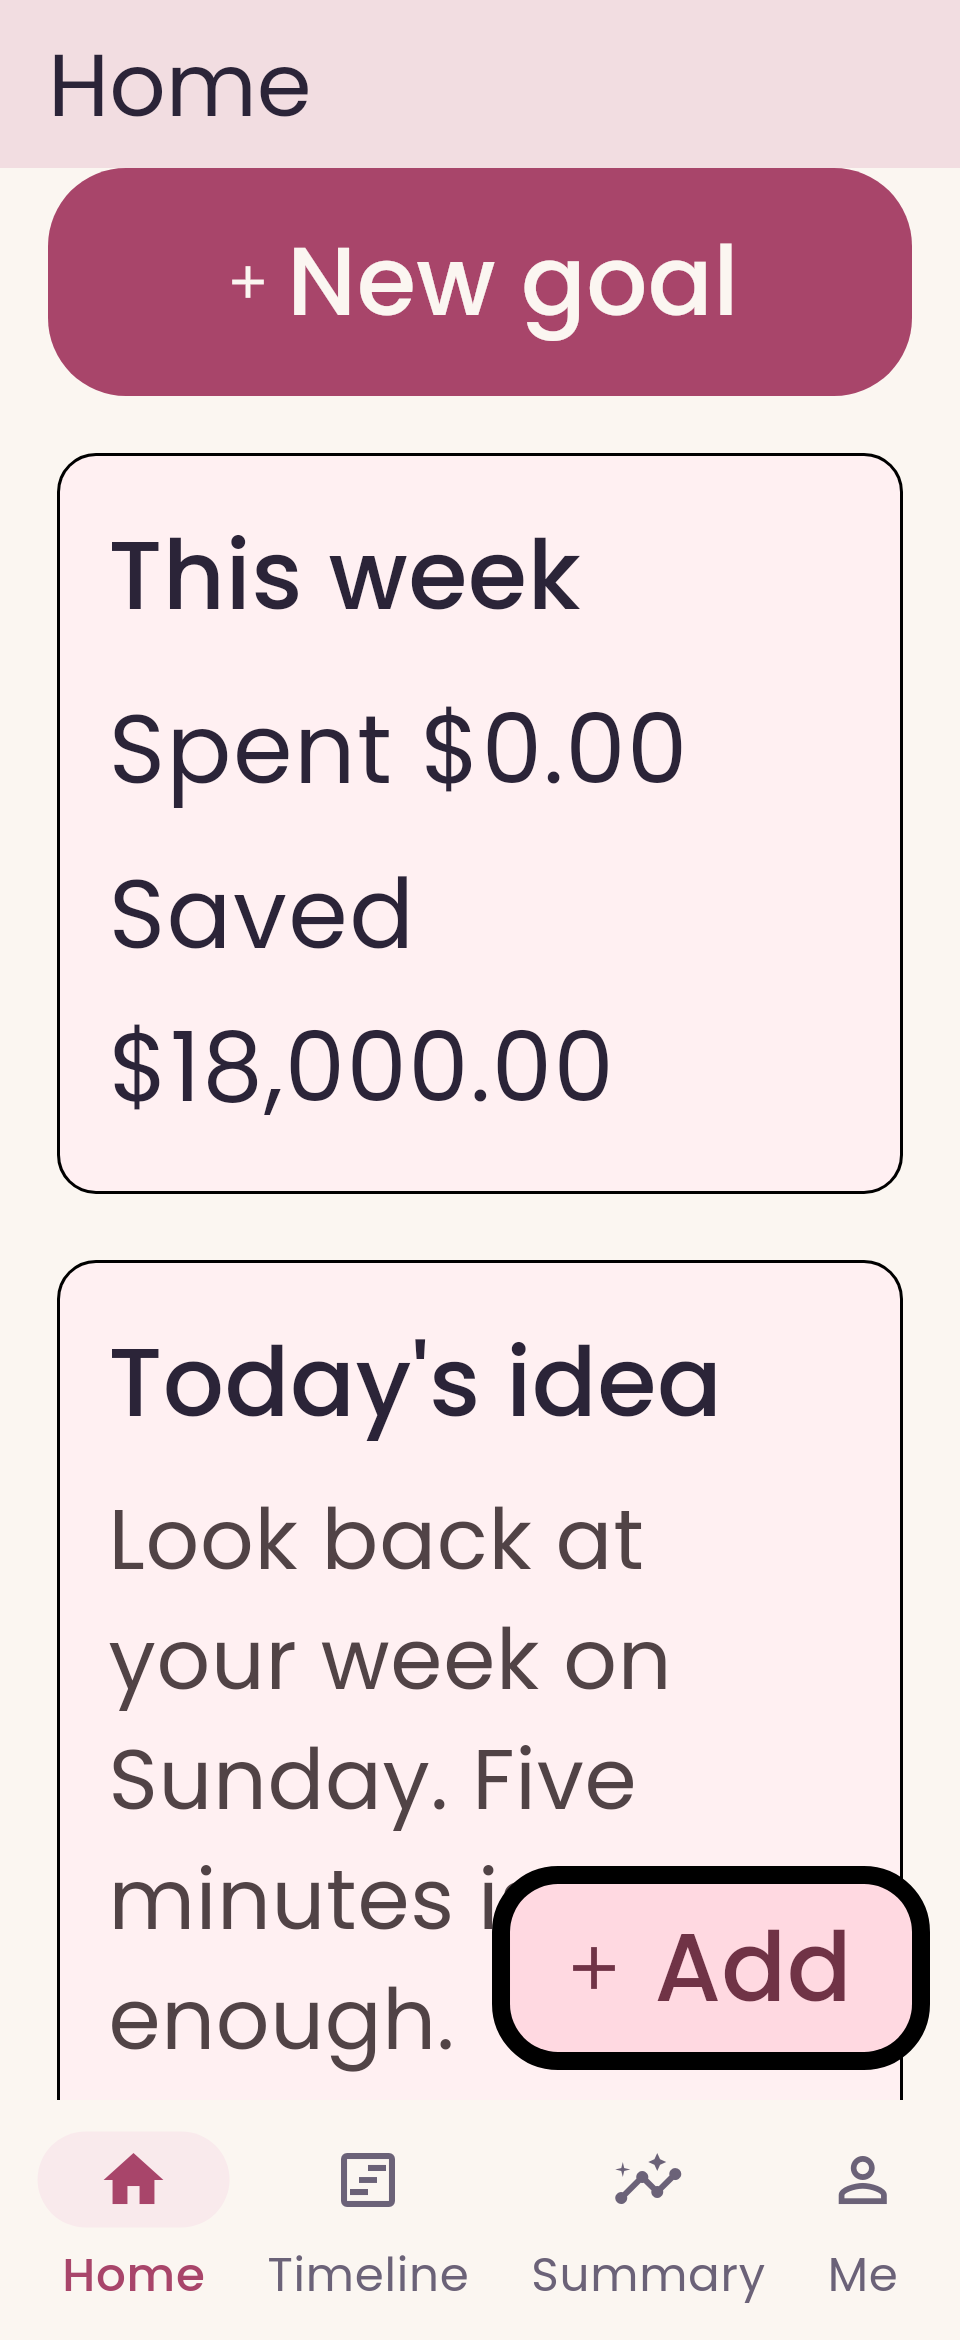 Home
+ New goal
This week
Spent $0.00
Saved
$18,000.00
Today's idea
Look back at
your week on
Sunday. Five
minutes
enough.
+ Add
Home
Timeline
Summary
Me